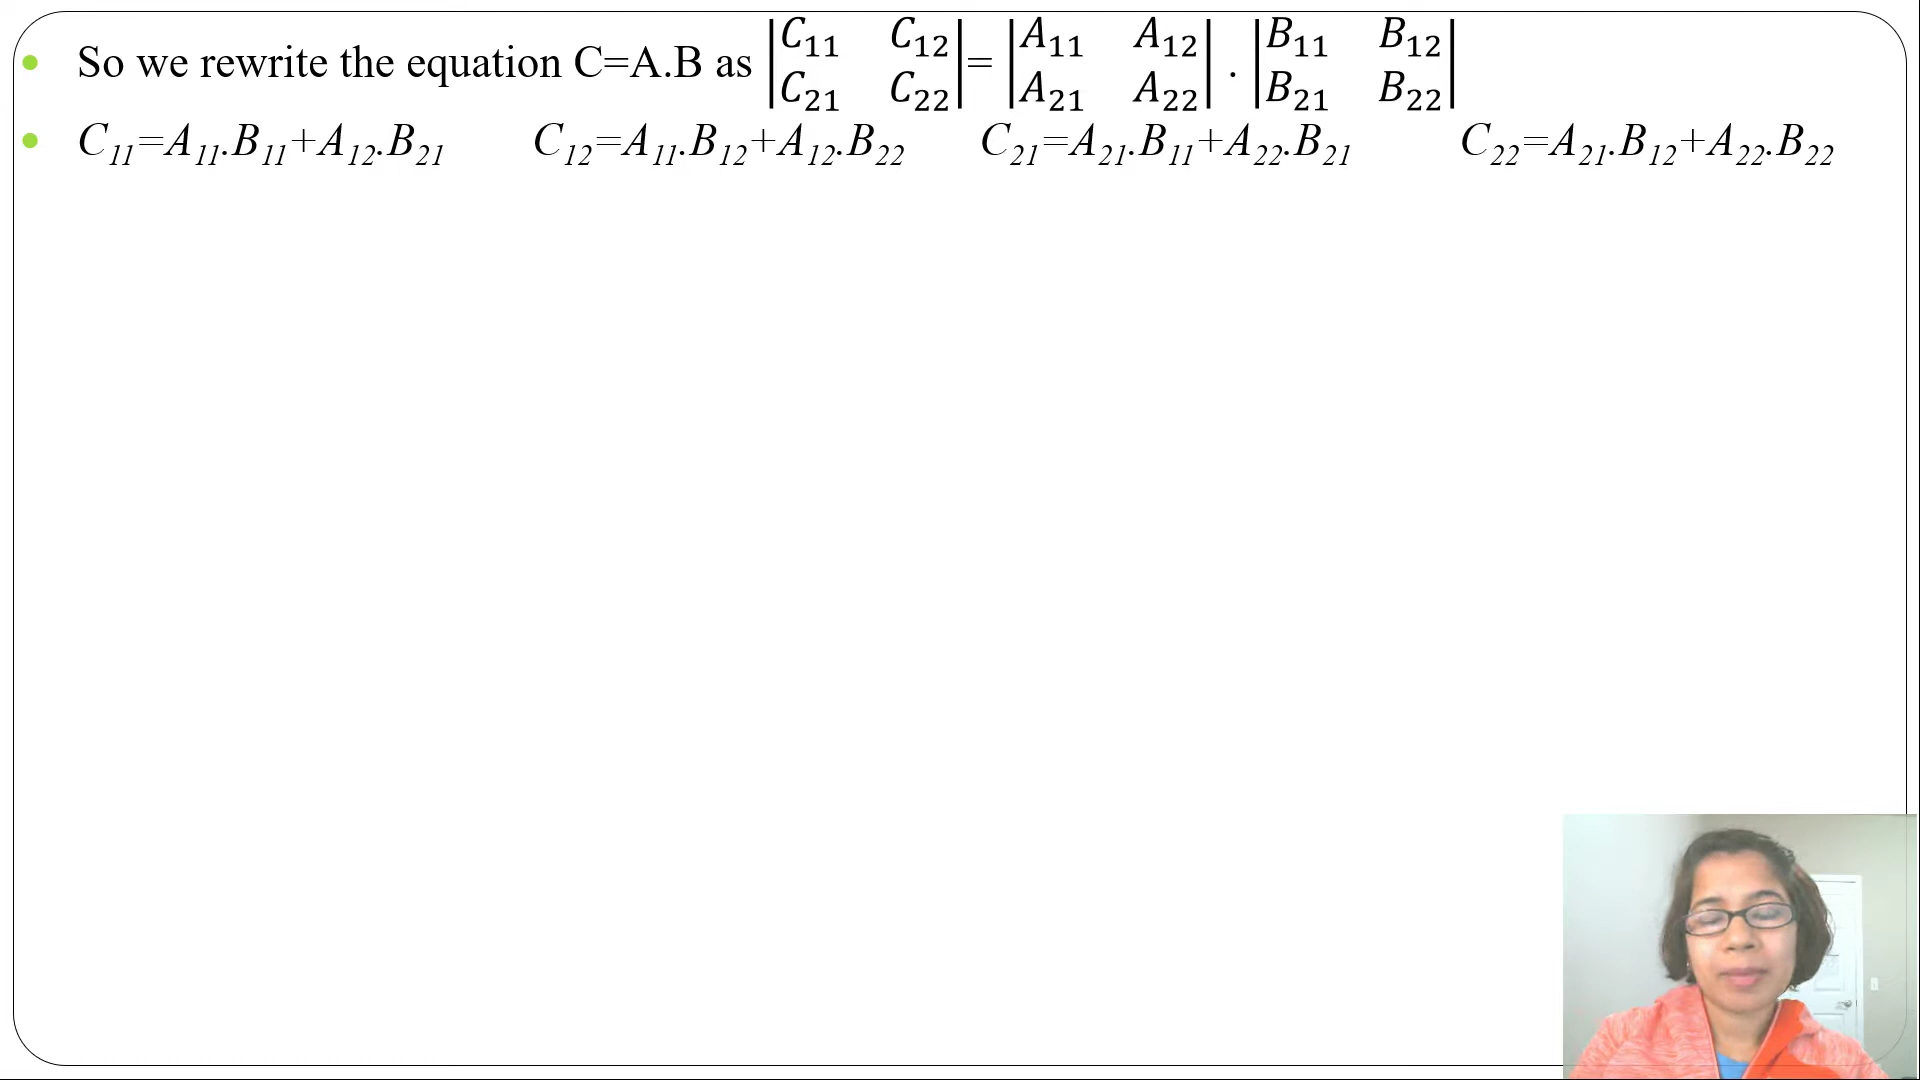 • So we rewrite the equation C=A.B as |C₁₁ C₁₂ C₂₁ C₂₂| = |A₁₁ A₁₂ A₂₁ A₂₂| . |B₁₁ B₁₂ B₂₁ B₂₂|
• C₁₁=A₁₁.B₁₁+A₁₂.B₂₁ C₁₂=A₁₁.B₁₂+A₁₂.B₂₂ C₂₁=A₂₁.B₁₁+A₂₂.B₂₁ C₂₂=A₂₁.B₁₂+A₂₂.B₂₂